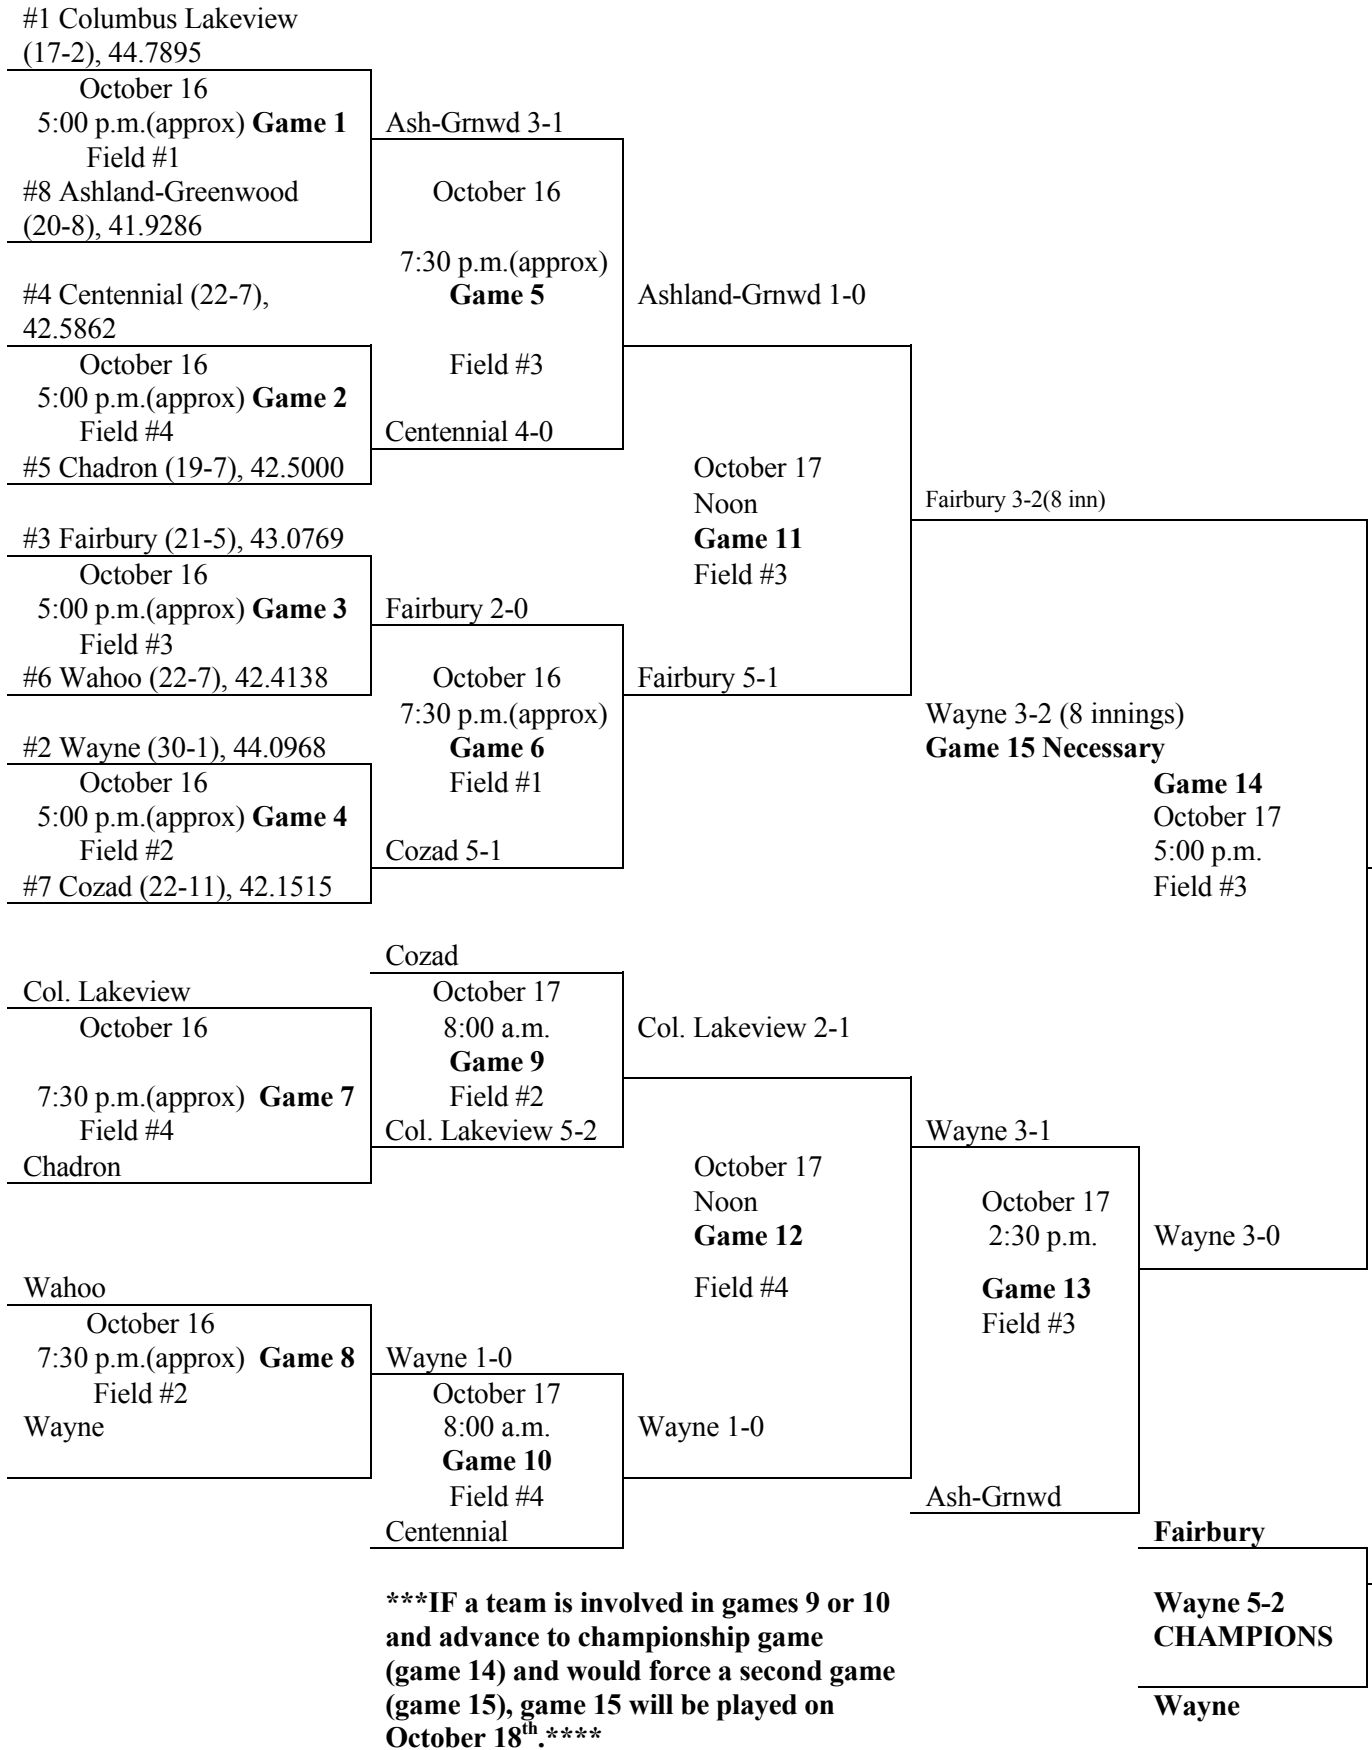 #1 Columbus Lakeview
(17-2), 44.7895
October 16
5:00 p.m.(approx) Game 1
Field #1
#8 Ashland-Greenwood
(20-8), 41.9286
#4 Centennial (22-7),
42.5862
October 16
5:00 p.m.(approx) Game 2
Field #4
#5 Chadron (19-7), 42.5000
#3 Fairbury (21-5), 43.0769
October 16
5:00 p.m.(approx) Game 3
Field #3
#6 Wahoo (22-7), 42.4138
#2 Wayne (30-1), 44.0968
October 16
5:00 p.m.(approx) Game 4
Field #2
#7 Cozad (22-11), 42.1515
Ash-Grnwd 3-1
October 16
7:30 p.m.(approx)
Game 5
Field #3
Centennial 4-0
Fairbury 2-0
October 16
7:30 p.m.(approx)
Game 6
Field #1
Cozad 5-1
Ashland-Grnwd 1-0
October 17
Noon
Game 11
Field #3
Fairbury 5-1
Fairbury 3-2(8 inn)
Wayne 3-2 (8 innings)
Game 15 Necessary
Game 14
October 17
5:00 p.m.
Field #3
Col. Lakeview
October 16
7:30 p.m.(approx) Game 7
Field #4
Chadron
Wahoo
October 16
7:30 p.m.(approx) Game 8
Field #2
Wayne
Cozad
October 17
8:00 a.m.
Game 9
Field #2
Col. Lakeview 5-2
Wayne 1-0
October 17
8:00 a.m.
Game 10
Field #4
Centennial
Col. Lakeview 2-1
October 17
Noon
Game 12
Field #4
Wayne 1-0
Wayne 3-1
October 17
2:30 p.m.
Game 13
Field #3
Ash-Grnwd
Wayne 3-0
Fairbury
Wayne 5-2
CHAMPIONS
Wayne
***IF a team is involved in games 9 or 10
and advance to championship game
(game 14) and would force a second game
(game 15), game 15 will be played on
October 18th.****